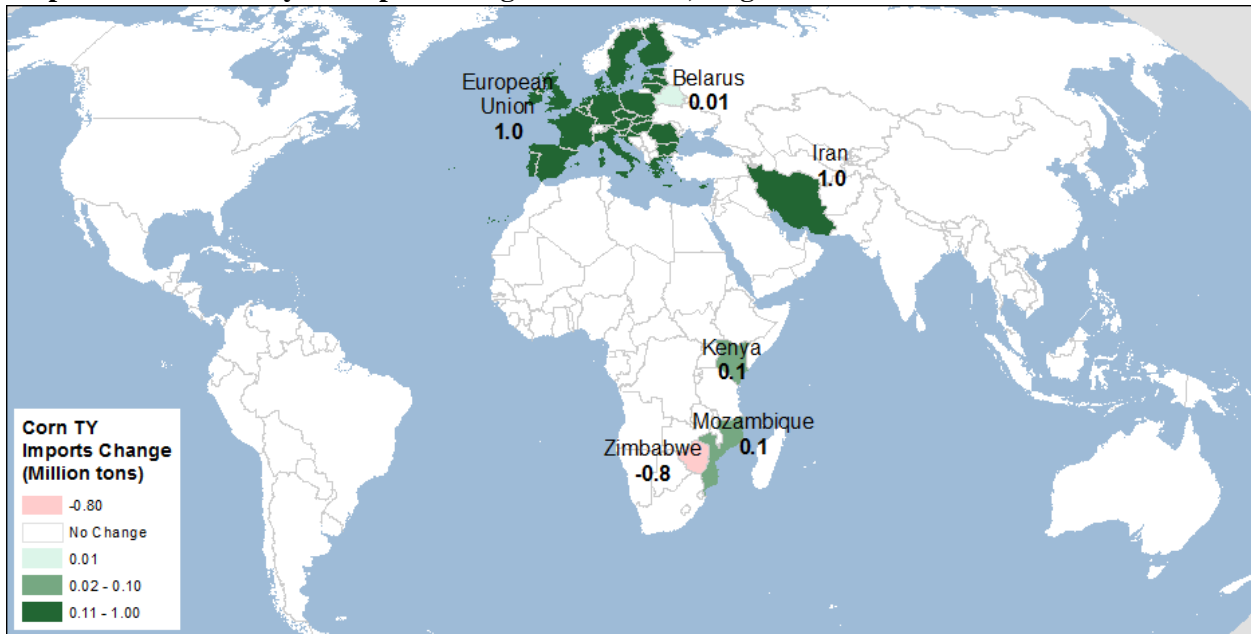 European
Union
1.0
Belarus
0.01
Iran
1.0
Kenya
0.1
Mozambique
0.1
Zimbabwe
-0.8
Corn TY
Imports Change
(Million tons)
-0.80
No Change
0.01
0.02 - 0.10
0.11 - 1.00